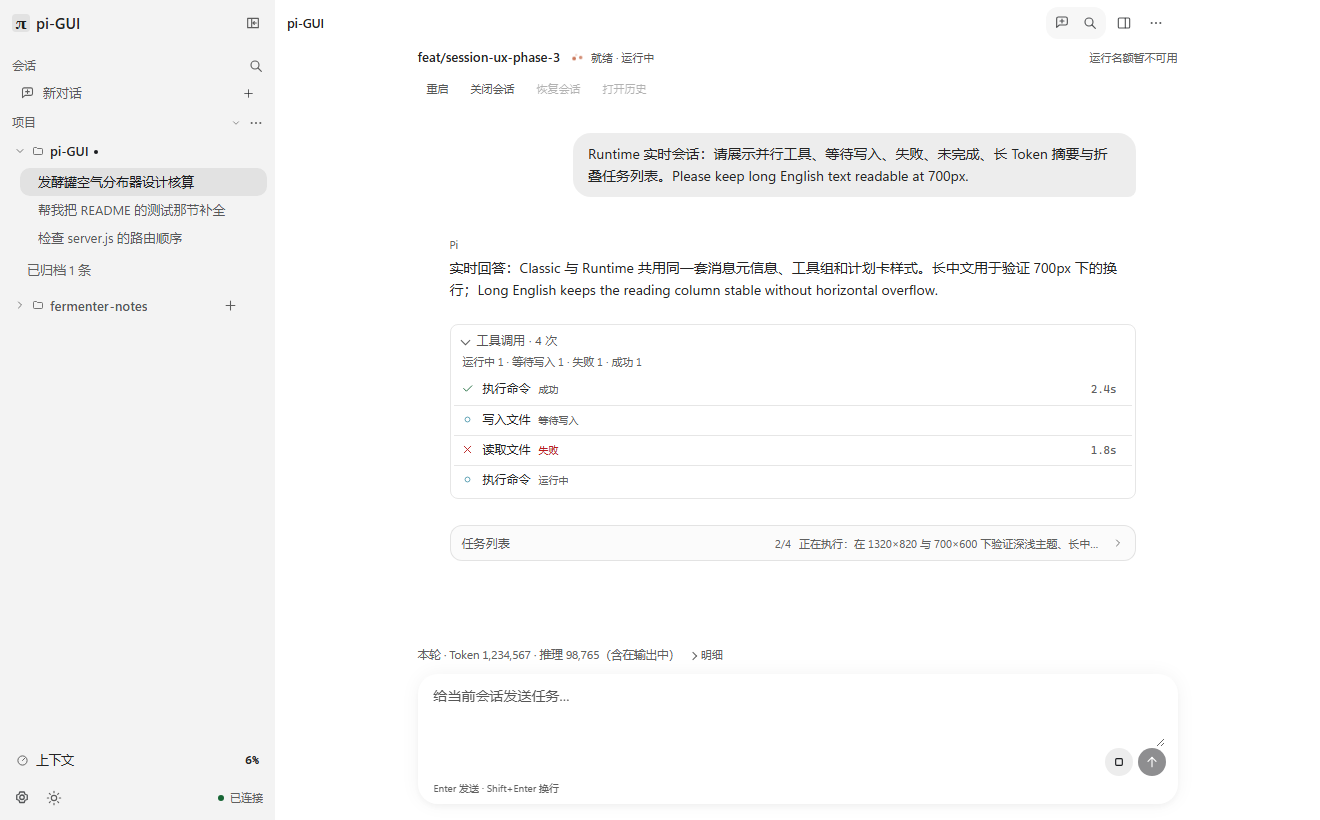 π pi-GUI
会话
新对话
项目
pi-GUI
发酵罐空气分布器设计核算
帮我把 README 的测试那节补全
检查 server.js 的路由顺序
已归档 1 条
fermenter-notes
上下文 6%
已连接
pi-GUI
feat/session-ux-phase-3 就绪 · 运行中 运行名额暂不可用
重启 关闭会话 恢复会话 打开历史
Runtime 实时会话：请展示并行工具、等待写入、失败、未完成、长 Token 摘要与折
叠任务列表。Please keep long English text readable at 700px.
Pi
实时回答：Classic 与 Runtime 共用同一套消息元信息、工具组和计划卡样式。长中文用于验证 700px 下的换
行；Long English keeps the reading column stable without horizontal overflow.
工具调用 · 4 次
运行中 1 · 等待写入 1 · 失败 1 · 成功 1
执行命令 成功 2.4s
写入文件 等待写入
读取文件 失败 1.8s
执行命令 运行中
任务列表 2/4 正在执行：在 1320×820 与 700×600 下验证深浅主题、长中...
本轮 · Token 1,234,567 · 推理 98,765（含在输出中） 明细
给当前会话发送任务...
Enter 发送 · Shift+Enter 换行